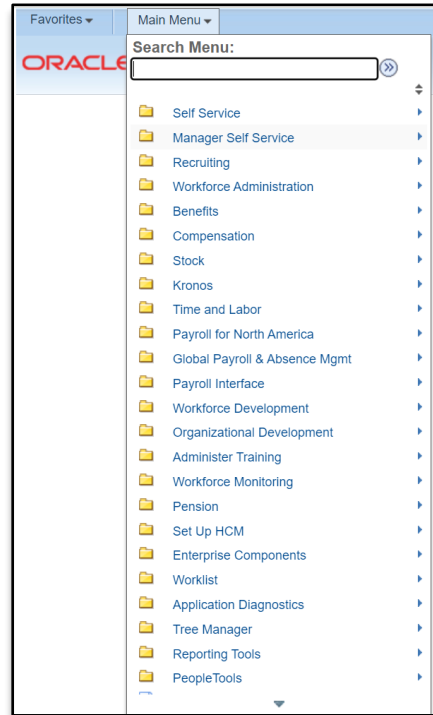 Favorites
Main Menu
Search Menu:
ORACLE
Self Service
Manager Self Service
Recruiting
Workforce Administration
Benefits
Compensation
Stock
Kronos
Time and Labor
Payroll for North America
Global Payroll & Absence Mgmt
Payroll Interface
Workforce Development
Organizational Development
Administer Training
Workforce Monitoring
Pension
Set Up HCM
Enterprise Components
Worklist
Application Diagnostics
Tree Manager
Reporting Tools
PeopleTools